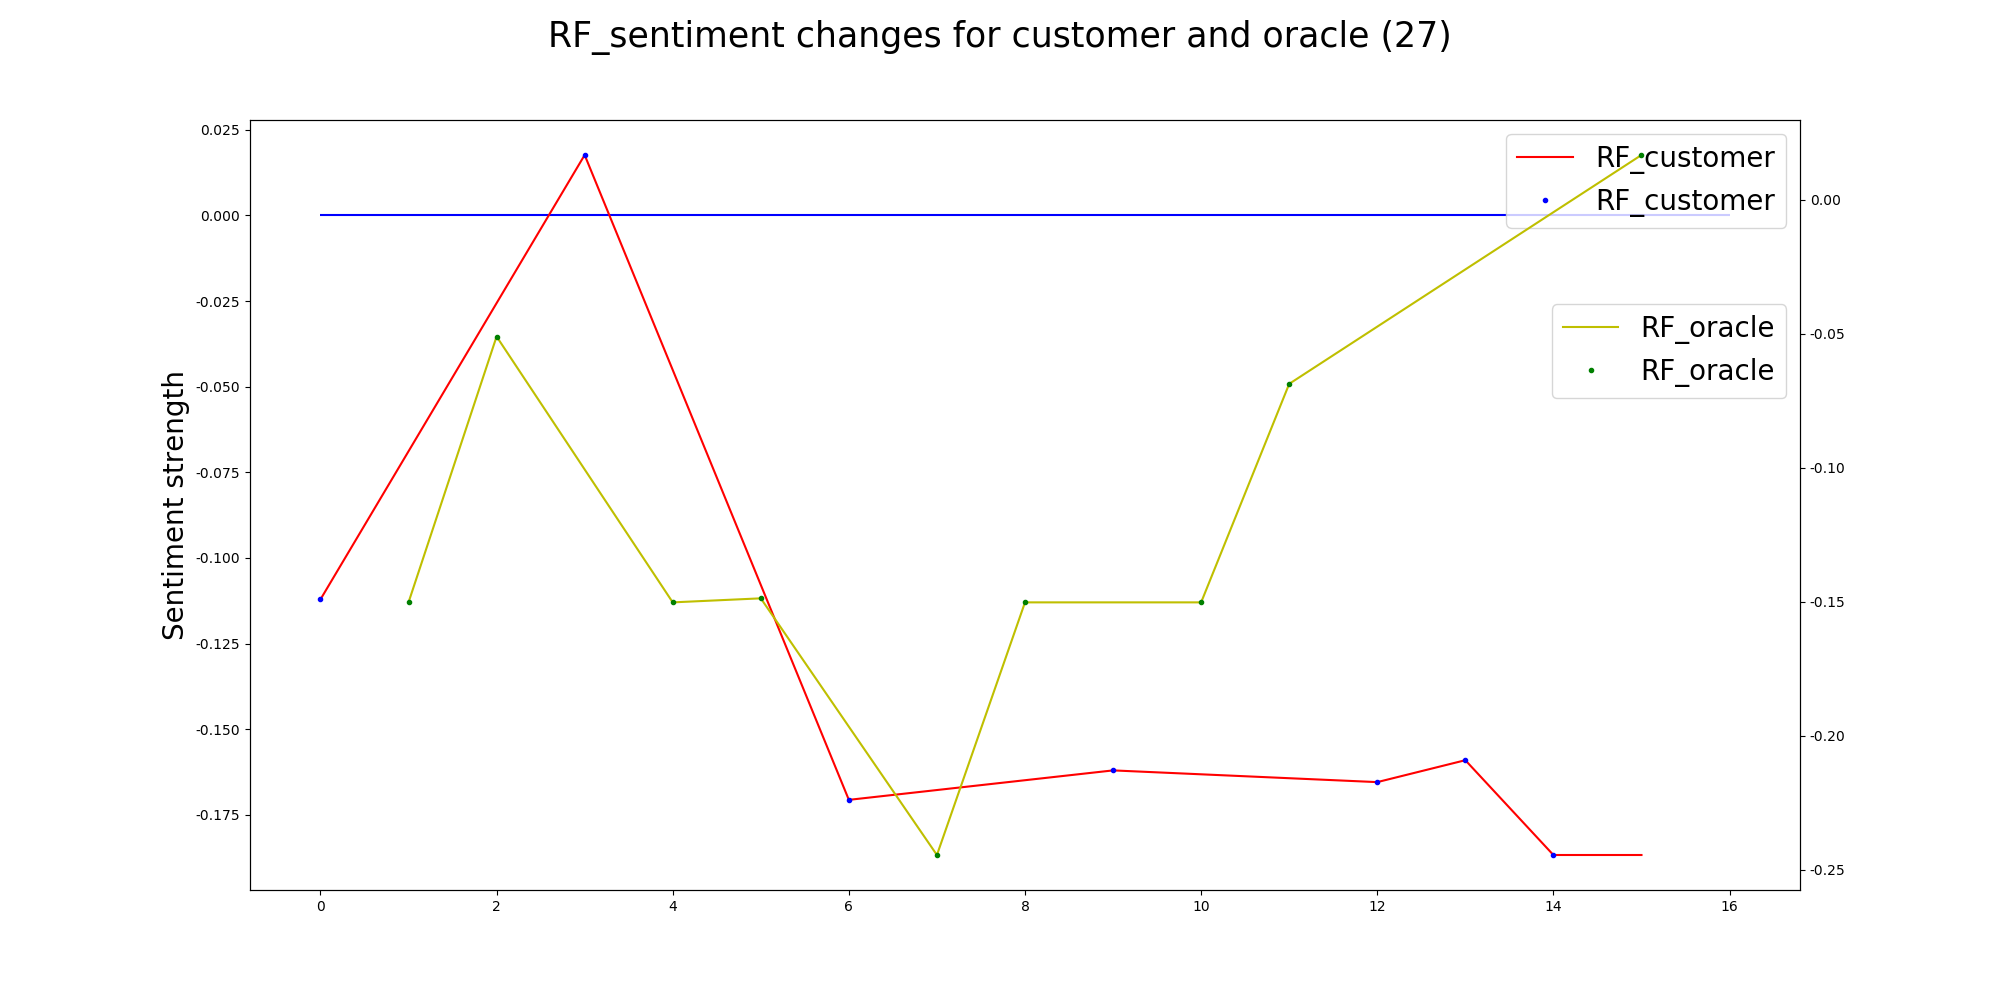 RF_sentiment changes for customer and oracle (27)
Sentiment strength
0.025
0.000
-0.025
-0.050
-0.075
-0.100
-0.125
-0.150
-0.175
0 2 4 6 8 10 12 14 16
0.00
-0.05
-0.10
-0.15
-0.20
-0.25
RF_customer
RF_customer
RF_oracle
RF_oracle